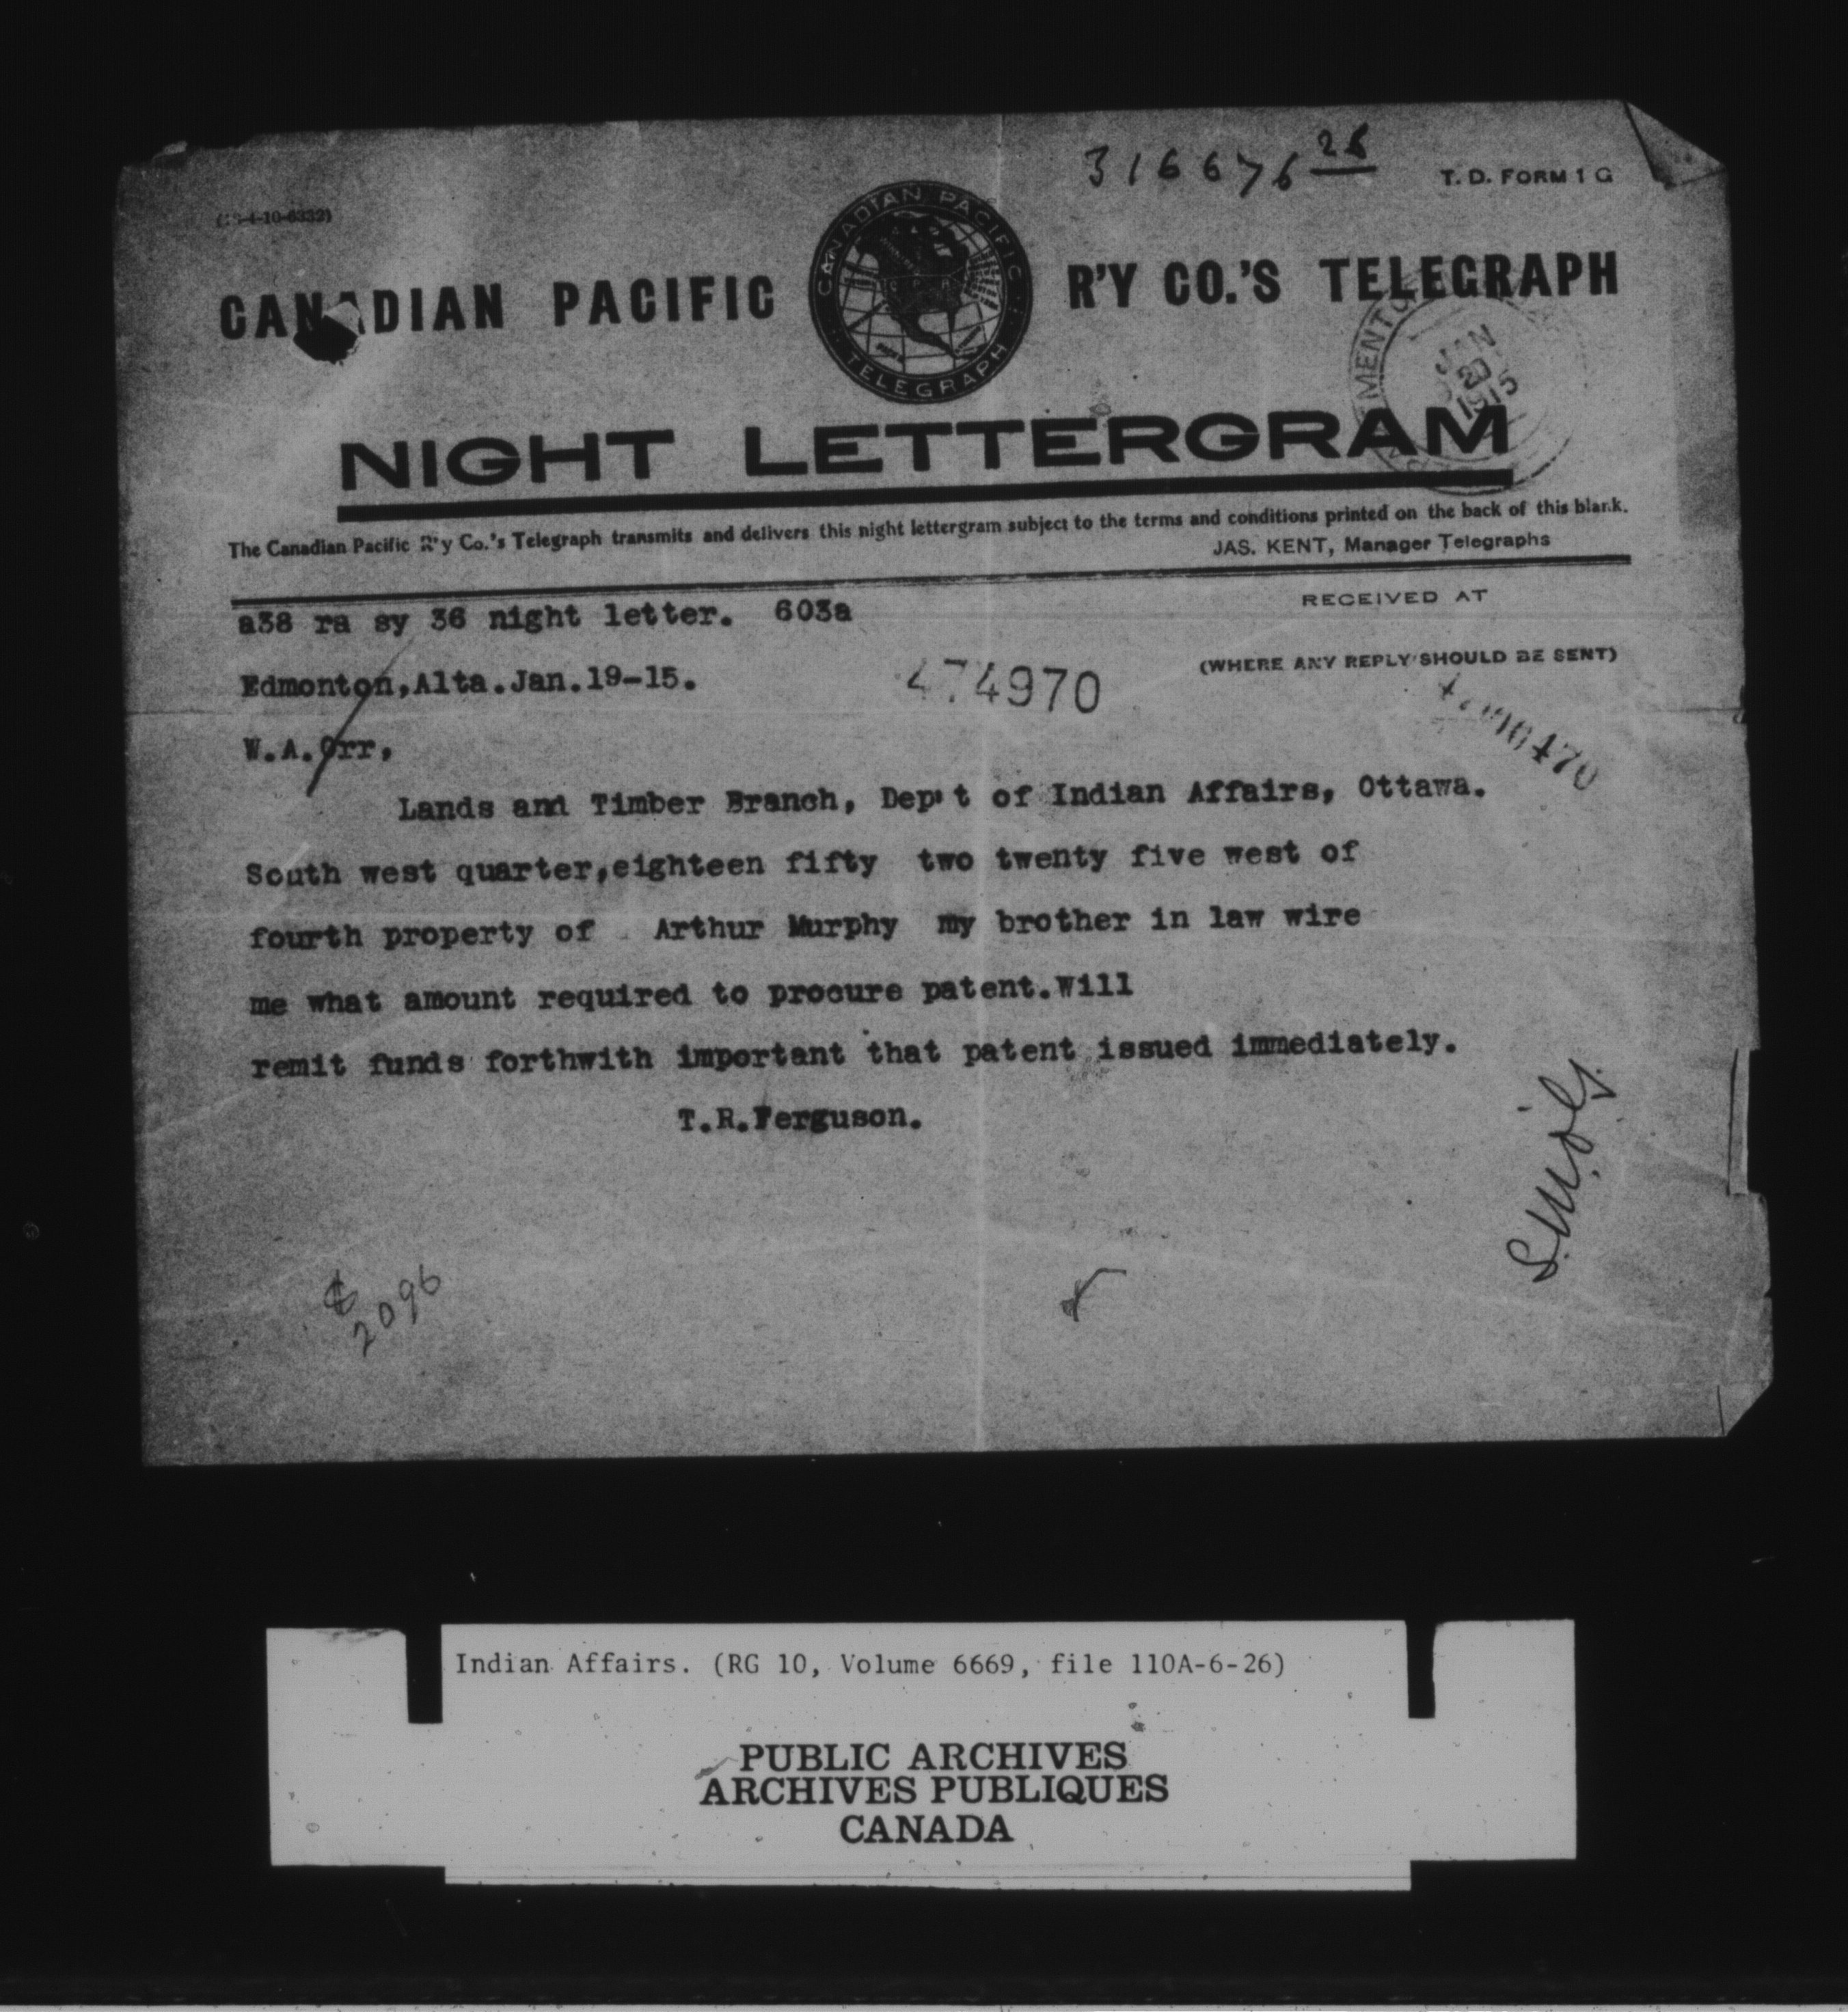 316676 26
T. D. FORM 1 G
CANADIAN PACIFIC R'Y CO.'S TELEGRAPH
CANADIAN PACIFIC
TELEGRAPH
JAN
1915
NIGHT LETTERGRAM
The Canadian Pacific R'y Co.'s Telegraph transmits and delivers this night lettergram subject to the terms and conditions printed on the back of this blank.
JAS. KENT, Manager Telegraphs
a38 ra sy 36 night letter. 603a
RECEIVED AT
Edmonton,Alta.Jan.19-15.
474970
(WHERE ANY REPLY SHOULD BE SENT)
W.A.Orr,
Lands and Timber Branch, Dep't of Indian Affairs, Ottawa.
South west quarter,eighteen fifty two twenty five west of
fourth property of Arthur Murphy my brother in law wire
me what amount required to procure patent.Will
remit funds forthwith important that patent issued immediately.
T.R.Ferguson.
2096
Indian Affairs. (RG 10, Volume 6669, file 110A-6-26)
PUBLIC ARCHIVES
ARCHIVES PUBLIQUES
CANADA